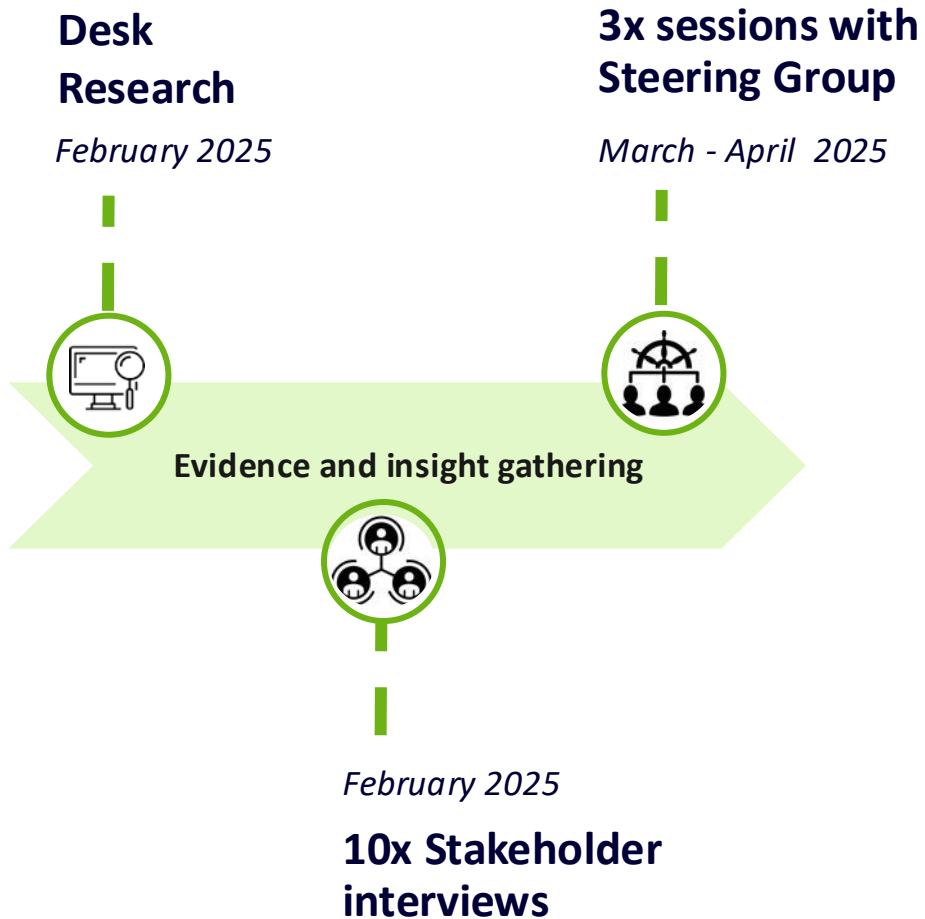 Desk
Research
February 2025
3x sessions with
Steering Group
March - April 2025
Evidence and insight gathering
February 2025
10x Stakeholder
interviews